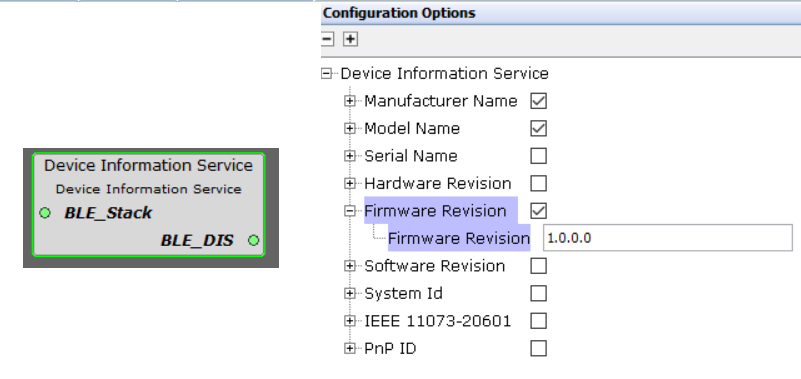 Configuration Options
Device Information Service
Manufacturer Name
Model Name
Serial Name
Hardware Revision
Firmware Revision
Firmware Revision 1.0.0.0
Software Revision
System Id
IEEE 11073-20601
PnP ID
Device Information Service
Device Information Service
BLE_Stack
BLE_DIS